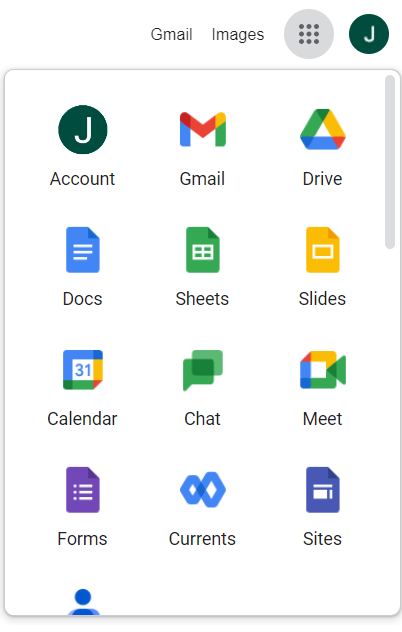 Gmail Images J
J
Account Gmail Drive
Docs Sheets Slides
31
Calendar Chat Meet
Forms Currents Sites